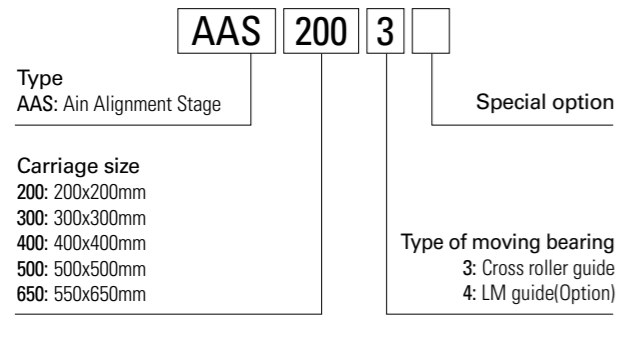 AAS 200 3
Type
AAS: Ain Alignment Stage
Special option
Carriage size
200: 200x200mm
300: 300x300mm
400: 400x400mm
500: 500x500mm
650: 550x650mm
Type of moving bearing
3: Cross roller guide
4: LM guide(Option)